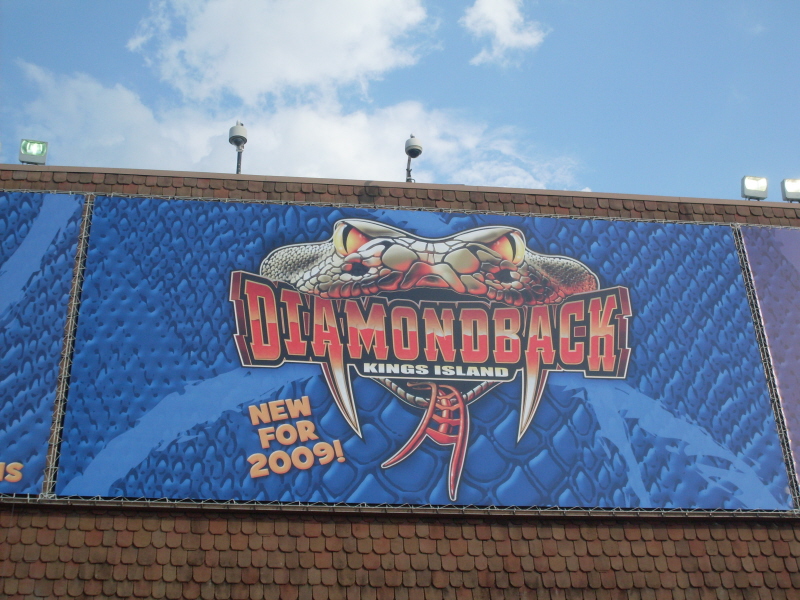 DIAMONDBACK
KINGS ISLAND
NEW
FOR
2009!